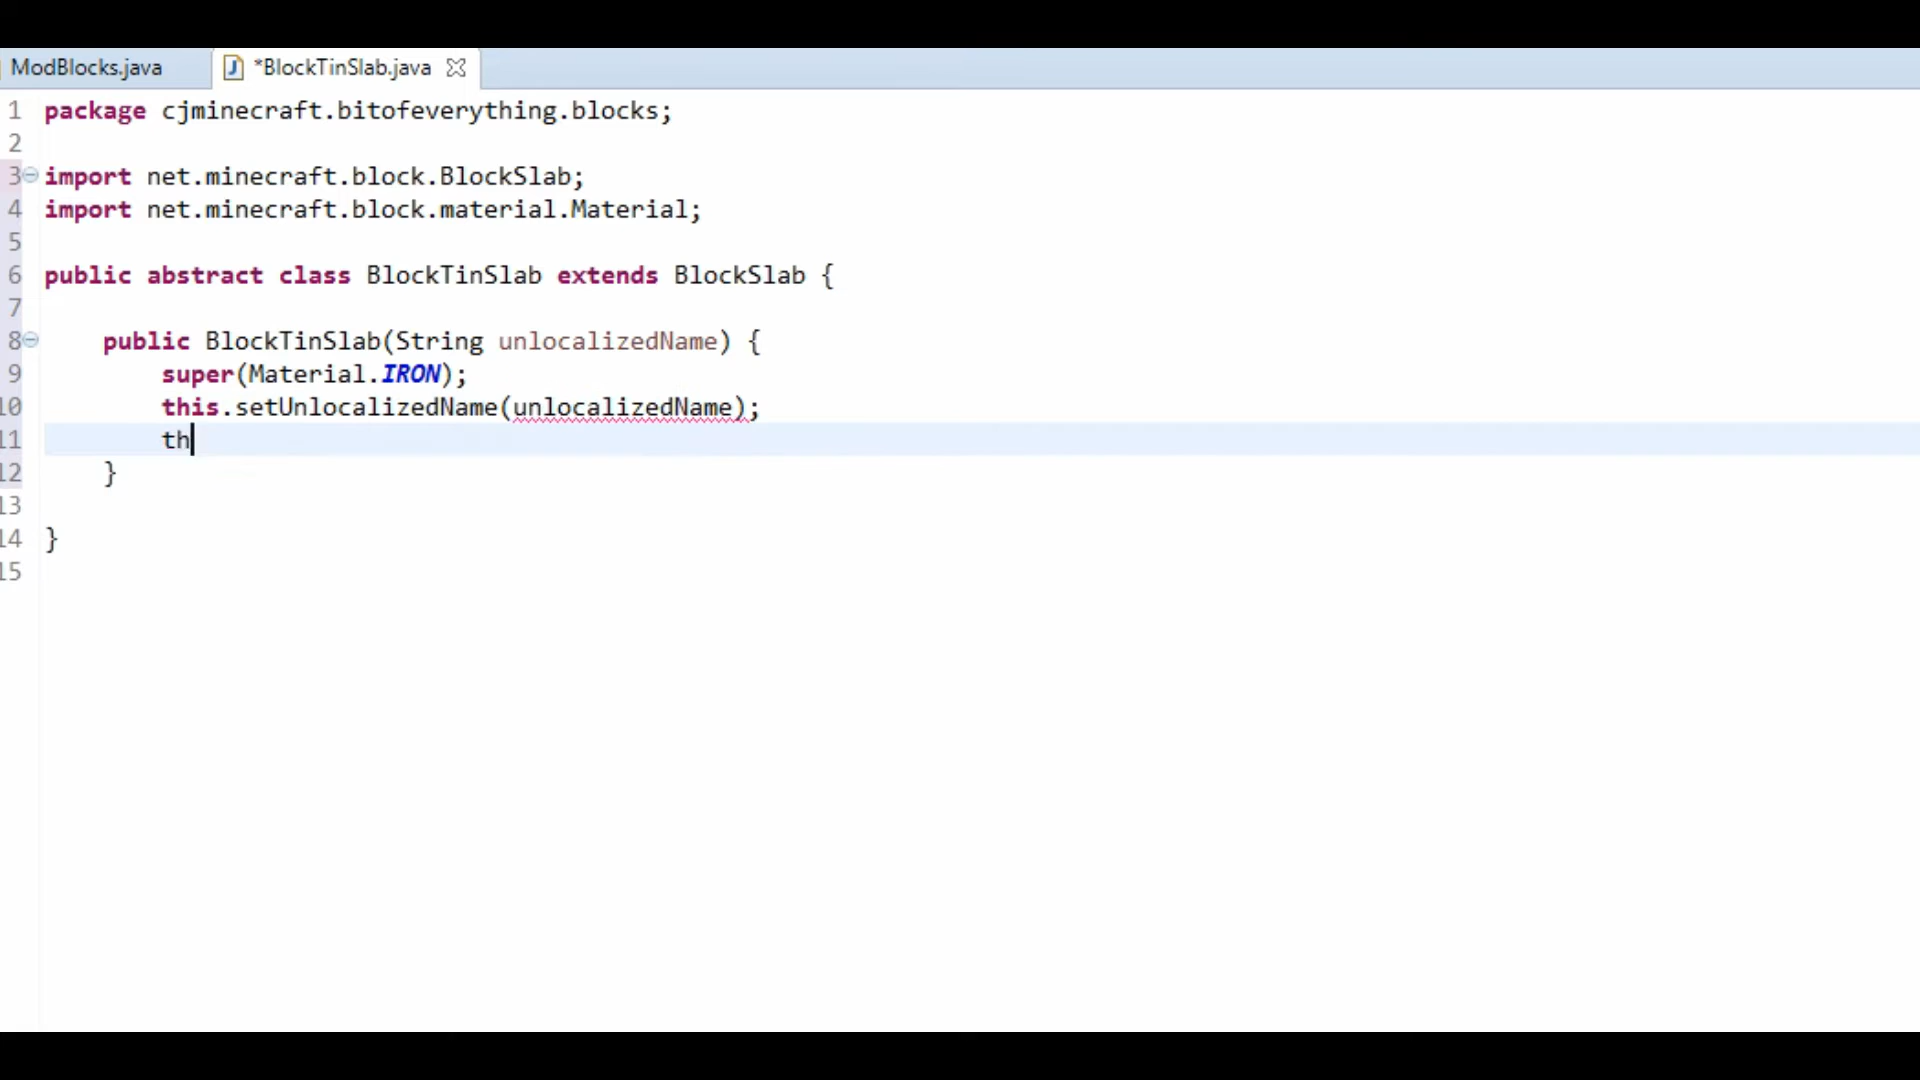 ModBlocks.java
*BlockTinSlab.java
1 package cjminecraft.bitofeverything.blocks;
2
3 import net.minecraft.block.BlockSlab;
4 import net.minecraft.block.material.Material;
5
6 public abstract class BlockTinSlab extends BlockSlab {
7
8 public BlockTinSlab(String unlocalizedName) {
9 super(Material.IRON);
10 this.setUnlocalizedName(unlocalizedName);
11 th
12 }
13
14 }
15